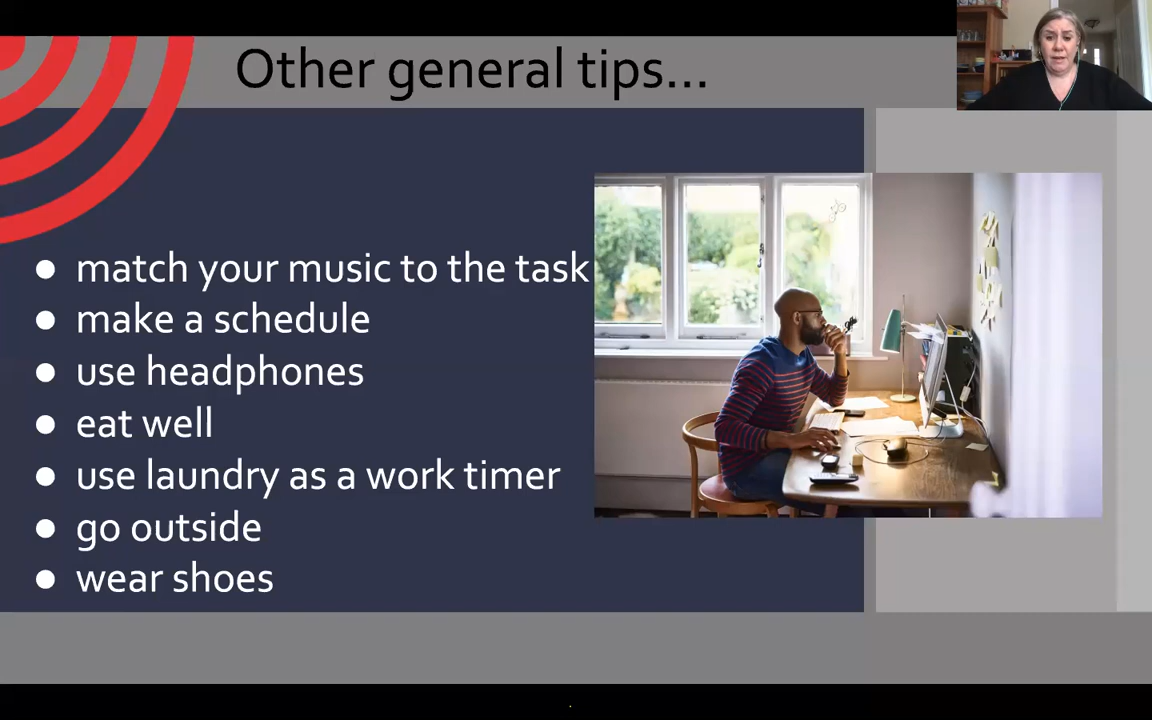 Other general tips...
● match your music to the task
● make a schedule
● use headphones
● eat well
● use laundry as a work timer
● go outside
● wear shoes